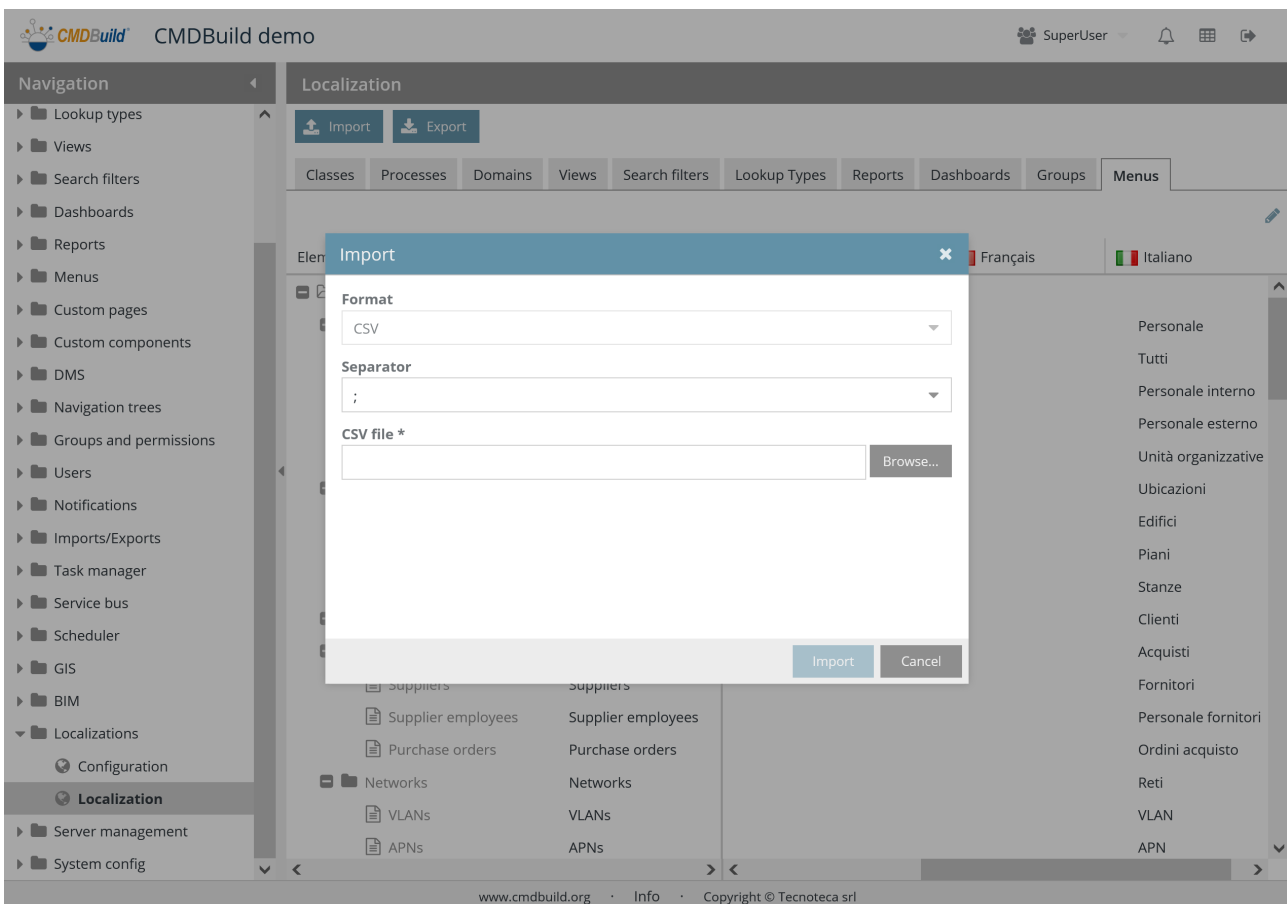 CMDBuild CMDBuild demo SuperUser
Navigation
Localization
Import Export
Classes Processes Domains Views Search filters Lookup Types Reports Dashboards Groups Menus
Lookup types
Views
Search filters
Dashboards
Reports
Menus
Custom pages
Custom components
DMS
Navigation trees
Groups and permissions
Users
Notifications
Imports/Exports
Task manager
Service bus
Scheduler
GIS
BIM
Localizations
Configuration
Localization
Server management
System config
Français Italiano
Import
Format
CSV
Separator
;
CSV file *
Browse...
Import Cancel
Personale
Tutti
Personale interno
Personale esterno
Unità organizzative
Ubicazioni
Edifici
Piani
Stanze
Clienti
Acquisti
Suppliers Suppliers Fornitori
Supplier employees Supplier employees Personale fornitori
Purchase orders Purchase orders Ordini acquisto
Networks Networks Reti
VLANs VLANs VLAN
APNs APNs APN
www.cmdbuild.org · Info · Copyright © Tecnoteca srl